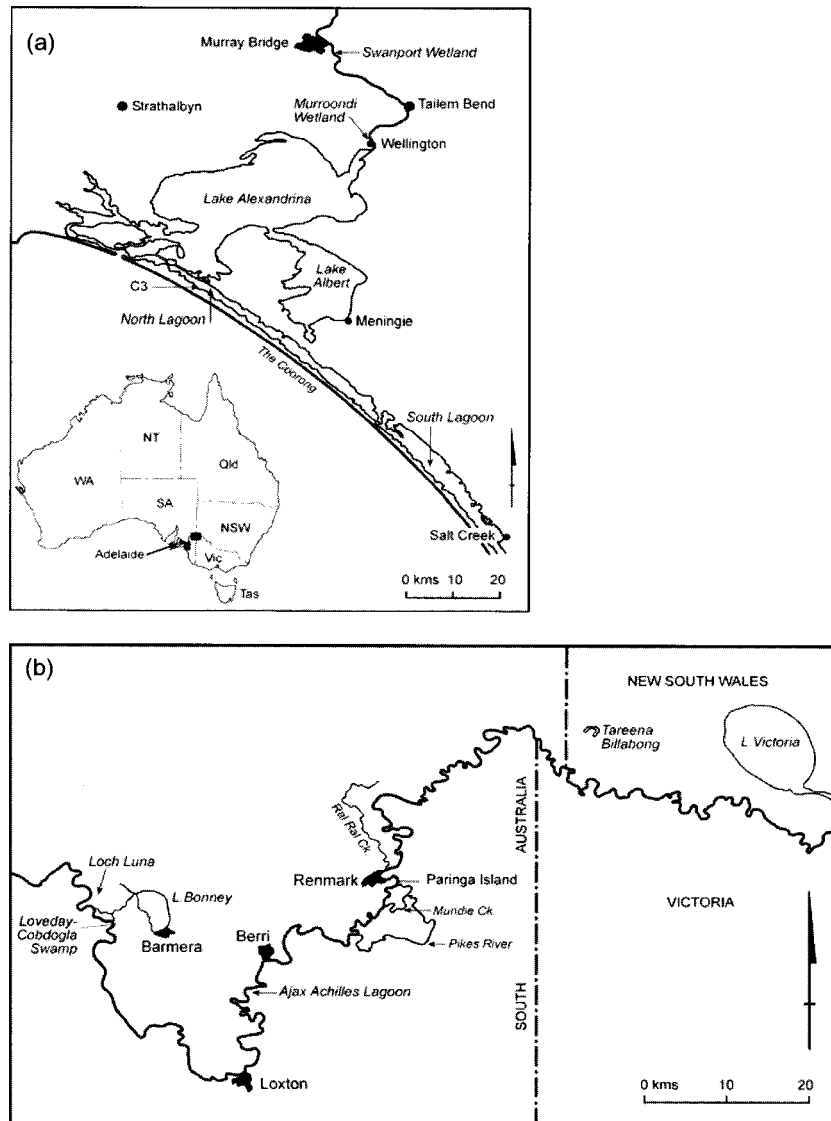 (a)
Murray Bridge
Swanport Wetland
Strathalbyn
Murroondi
Wetland
Tailem Bend
Wellington
Lake Alexandrina
Lake
Albert
C3
North Lagoon
Meningie
The Coorong
South Lagoon
NT
Qld
WA
SA
NSW
Adelaide
Vic
Tas
Salt Creek
0 kms 10 20
(b)
NEW SOUTH WALES
Tareena
Billabong
L.Victoria
Ral Ral Ck.
AUSTRALIA
Loch Luna
L.Bonney
Renmark
Paringa Island
VICTORIA
Mundie Ck.
Loveday-
Cobdogla
Swamp
Barmera
Berri
Pikes River
Ajax Achilles Lagoon
SOUTH
Loxton
0 kms 10 20